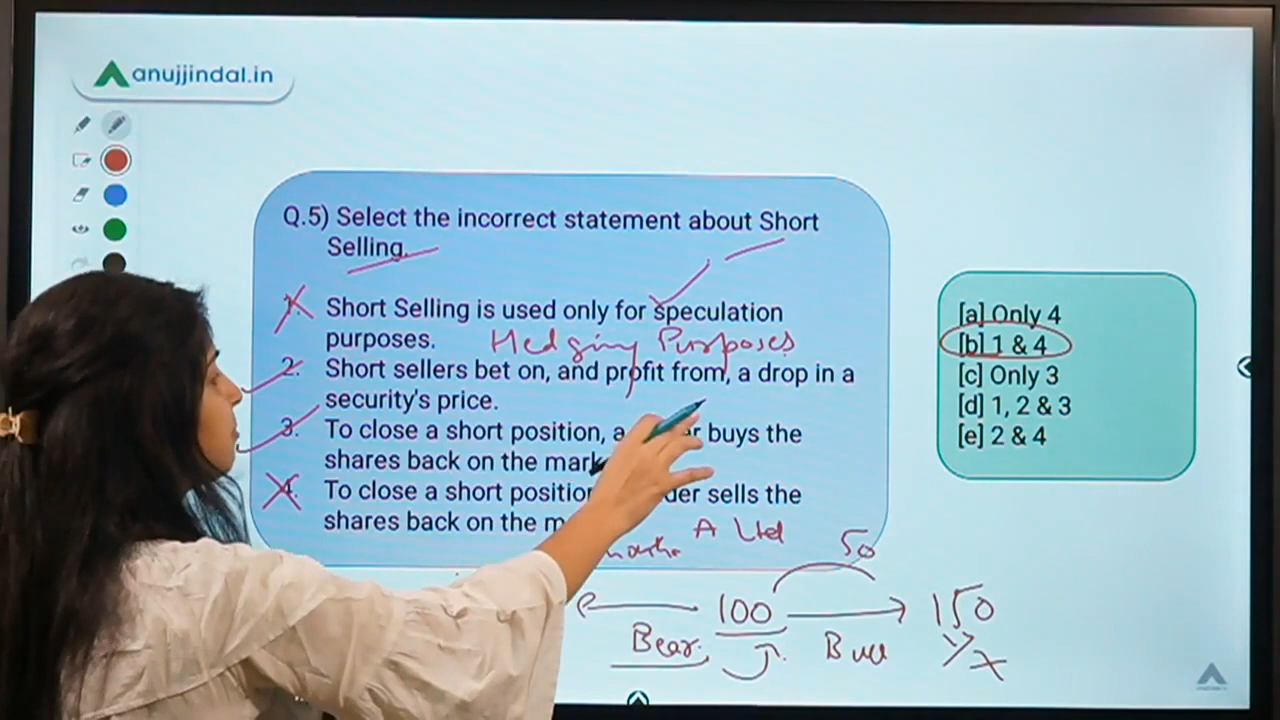 anujjindal.in
Q.5) Select the incorrect statement about Short
Selling.
1. Short Selling is used only for speculation
purposes. Hedging Purposes
2. Short sellers bet on, and profit from, a drop in a
security's price.
3. To close a short position, a buys the
shares back on the
4. To close a short position sells the
shares back on the
A Ltd
50
100
150
Bear
Bull
[a] Only 4
[b] 1 & 4
[c] Only 3
[d] 1, 2 & 3
[e] 2 & 4